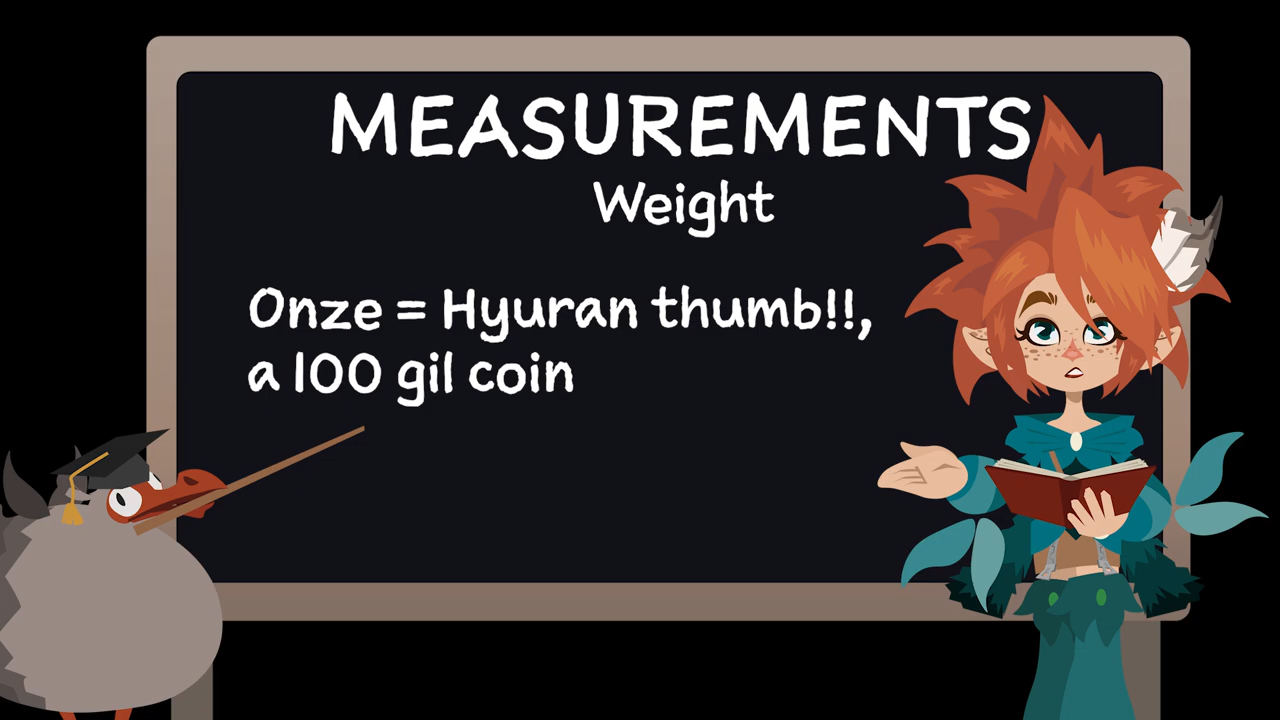 MEASUREMENTS
Weight
Onze = Hyuran thumb!!,
a 100 gil coin